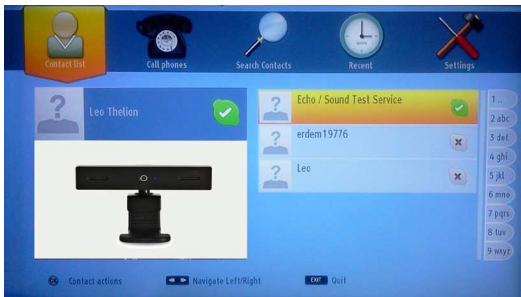 Contact list
Call phones
Search Contacts
Recent
Settings
Leo Thelion
Echo / Sound Test Service
erdem19776
Leo
1 ..
2 abc
3 def
4 ghi
5 jkl
6 mno
7 pqrs
8 tuv
9 wxyz
OK Contact actions
Navigate Left/Right
EXIT Quit